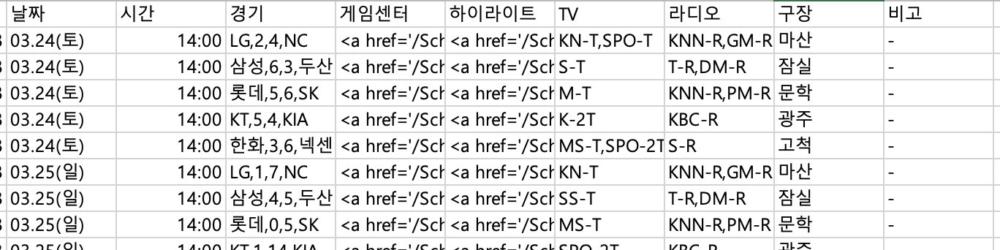 날짜 시간 경기 게임센터 하이라이트 TV 라디오 구장 비고
03.24(토) 14:00 LG,2,4,NC <a href='/Sch <a href='/Sch KN-T,SPO-T KNN-R,GM-R 마산 -
03.24(토) 14:00 삼성,6,3,두산 <a href='/Sch <a href='/Sch S-T T-R,DM-R 잠실 -
03.24(토) 14:00 롯데,5,6,SK <a href='/Sch <a href='/Sch M-T KNN-R,PM-R 문학 -
03.24(토) 14:00 KT,5,4,KIA <a href='/Sch <a href='/Sch K-2T KBC-R 광주 -
03.24(토) 14:00 한화,3,6,넥센 <a href='/Sch <a href='/Sch MS-T,SPO-2T S-R 고척 -
03.25(일) 14:00 LG,1,7,NC <a href='/Sch <a href='/Sch KN-T KNN-R,GM-R 마산 -
03.25(일) 14:00 삼성,4,5,두산 <a href='/Sch <a href='/Sch SS-T T-R,DM-R 잠실 -
03.25(일) 14:00 롯데,0,5,SK <a href='/Sch <a href='/Sch MS-T KNN-R,PM-R 문학 -
03.25(일) 14:00 KT,1,14,KIA <a href='/Sch <a href='/Sch SPO-2T KBC-R 광주